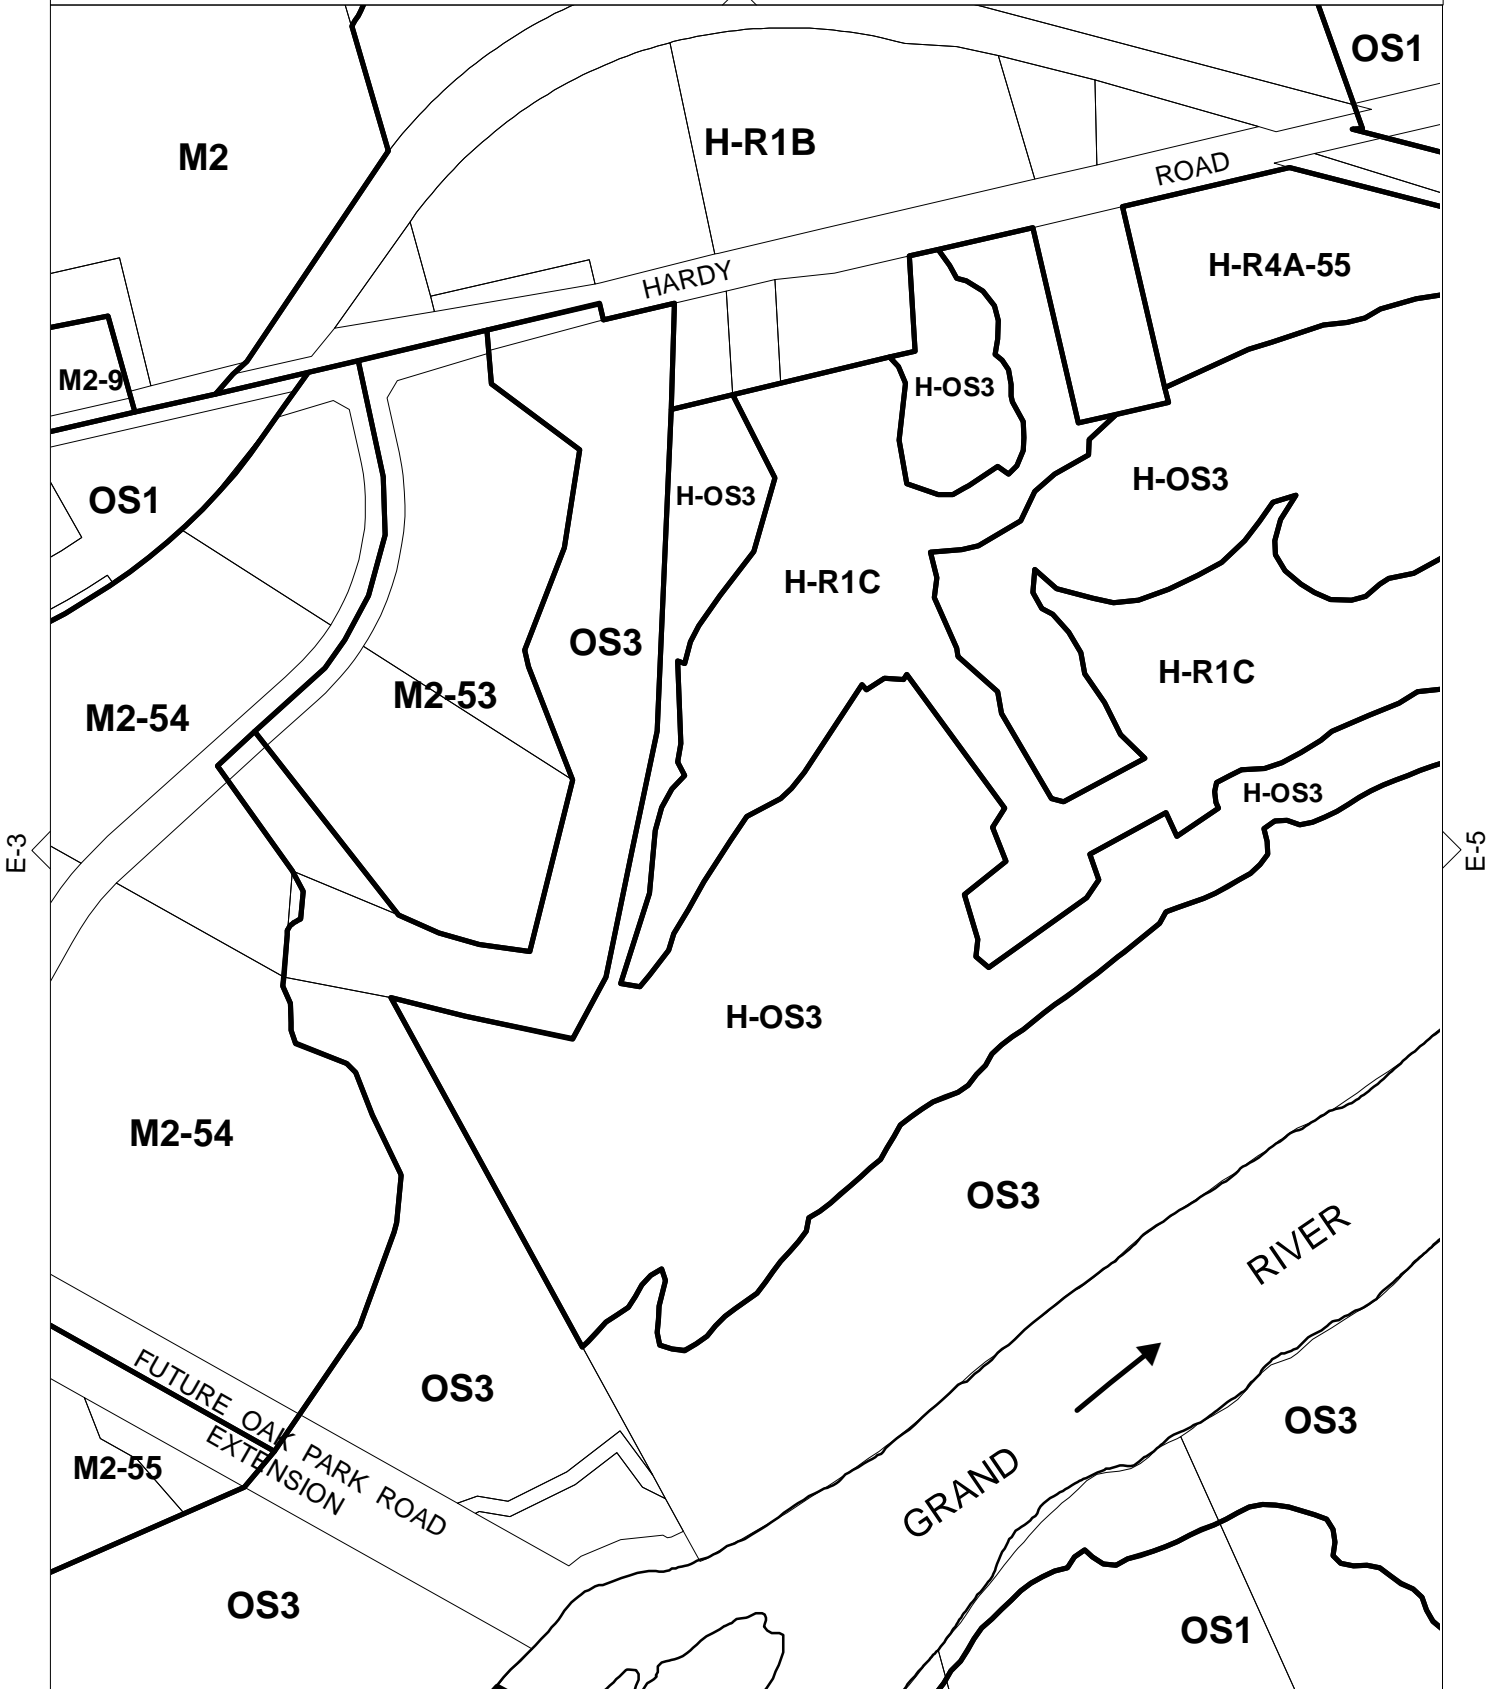 OS1
M2
H-R1B
ROAD
H-R4A-55
HARDY
M2-9
H-OS3
H-OS3
H-OS3
OS1
H-R1C
OS3
H-R1C
M2-53
M2-54
H-OS3
E-3
E-5
H-OS3
M2-54
OS3
RIVER
OS3
OS3
FUTURE OAK PARK ROAD
EXTENSION
M2-55
GRAND
OS3
OS1